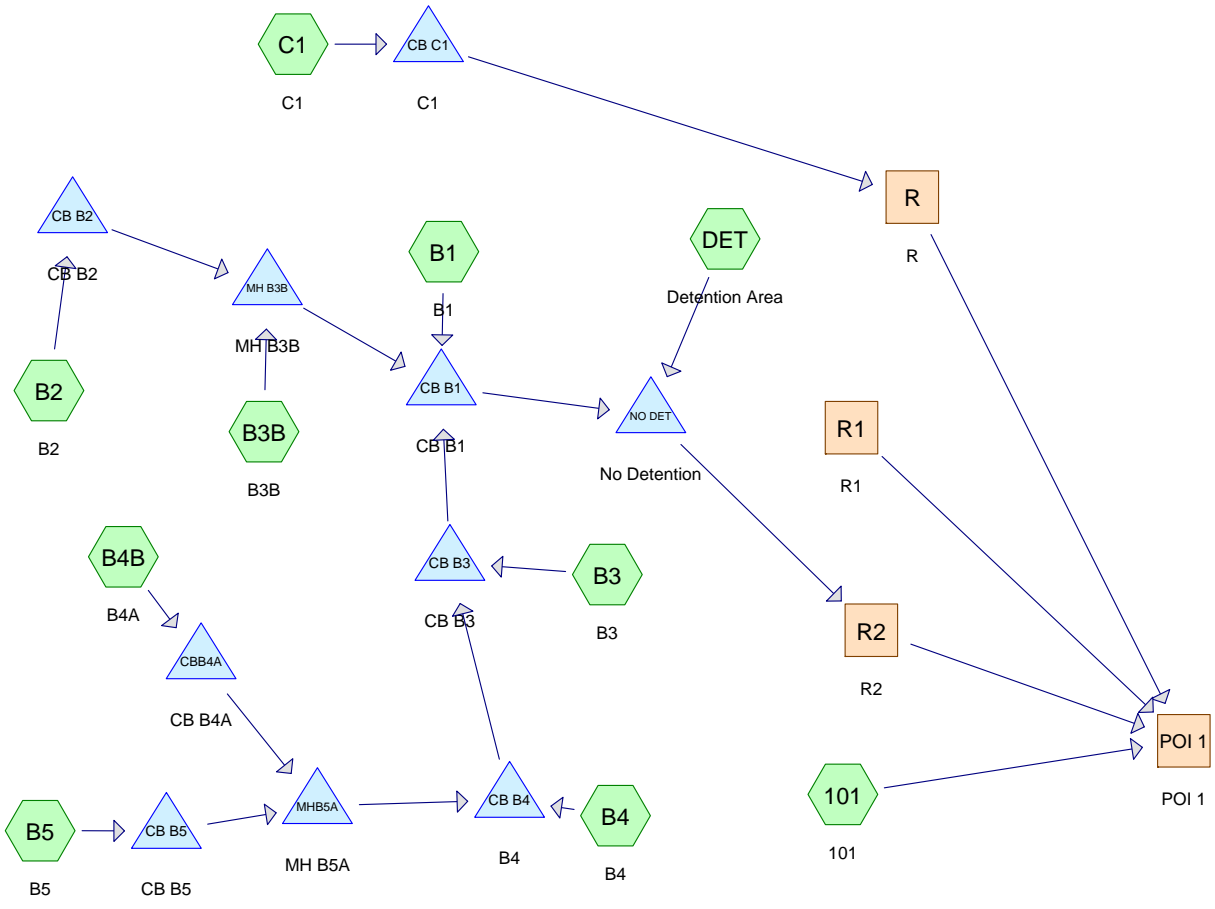 C1
CB C1
C1
C1
CB B2
R
B1
DET
CB B2
MH B3B
R
Detention Area
B1
MH B3B
B2
CB B1
NO DET
R1
B3B
B2
CB B1
No Detention
R1
B3B
B4B
CB B3
B3
B4A
CB B3
B3
R2
CBB4A
R2
CB B4A
POI 1
101
POI 1
MHB5A
CB B4
B4
B5
CB B5
101
MH B5A
B4
B4
B5
CB B5